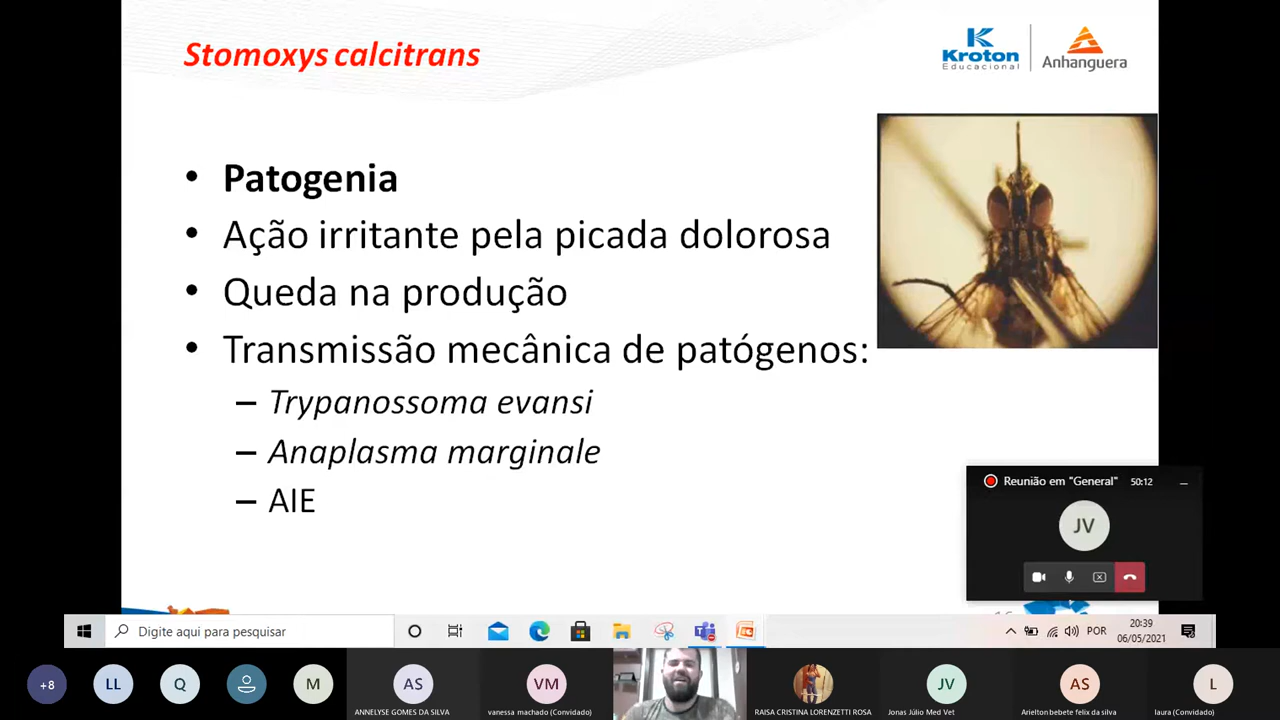 Stomoxys calcitrans
Kroton
Educacional
Anhanguera
• Patogenia
• Ação irritante pela picada dolorosa
• Queda na produção
• Transmissão mecânica de patógenos:
– Trypanossoma evansi
– Anaplasma marginale
– AIE
Reunião em "General" 50:12
JV
Digite aqui para pesquisar
POR
20:39
06/05/2021
+8
LL
Q
M
AS
ANNELYSE GOMES DA SILVA
VM
vanessa machado (Convidado)
RAISA CRISTINA LORENZETTI ROSA
JV
Jonas Júlio Med Vet
AS
Arielton bebete felix da silva
L
laura (Convidado)